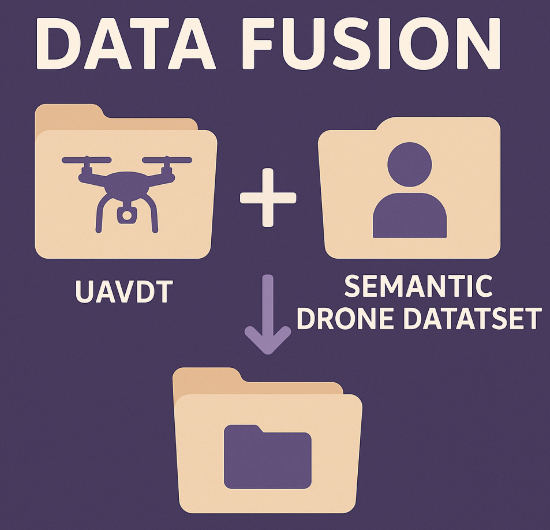 DATA FUSION
UAVDT
SEMANTIC
DRONE DATATSET